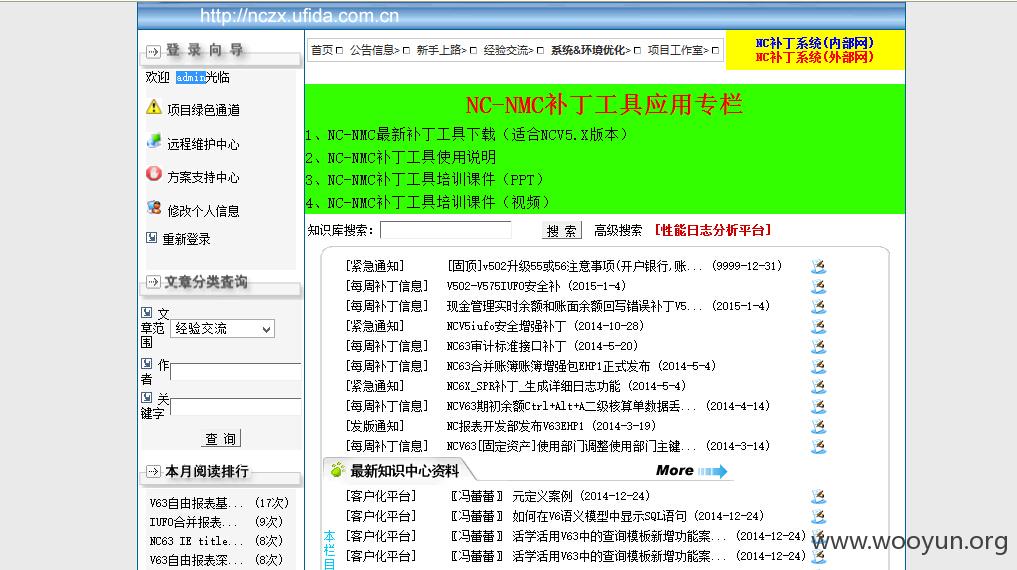 http://nczx.ufida.com.cn
登 录 向 导
欢迎 admin光临
项目绿色通道
远程维护中心
方案支持中心
修改个人信息
重新登录
文章分类查询
文章范围 经验交流
作者
关键字
查 询
本月阅读排行
V63自由报表基... (17次)
IUFO合并报表... (9次)
NC63 IE title... (8次)
V63自由报表深... (8次)
首页 公告信息> 新手上路> 经验交流> 系统&环境优化> 项目工作室>
NC补丁系统(内部网)
NC补丁系统(外部网)
NC-NMC补丁工具应用专栏
1、NC-NMC最新补丁工具下载（适合NCV5.X版本）
2、NC-NMC补丁工具使用说明
3、NC-NMC补丁工具培训课件（PPT）
4、NC-NMC补丁工具培训课件（视频）
知识库搜索: 搜 索 高级搜索 [性能日志分析平台]
[紧急通知] [固顶]v502升级55或56注意事项(开户银行,账... (9999-12-31)
[每周补丁信息] V502-V575IUFO安全补 (2015-1-4)
[每周补丁信息] 现金管理实时余额和账面余额回写错误补丁V5... (2015-1-4)
[紧急通知] NCV5iufo安全增强补丁 (2014-10-28)
[每周补丁信息] NC63审计标准接口补丁 (2014-5-20)
[每周补丁信息] NC63合并账簿账簿增强包EHP1正式发布 (2014-5-4)
[紧急通知] NC6X_SPR补丁_生成详细日志功能 (2014-5-4)
[每周补丁信息] NCV63期初余额Ctrl+Alt+A二级核算单数据丢... (2014-4-14)
[发版通知] NC报表开发部发布V63EHP1 (2014-3-19)
[每周补丁信息] NCV63[固定资产]使用部门调整使用部门主键... (2014-3-14)
最新知识中心资料 More
[客户化平台] 〖冯蕾蕾〗 元定义案例 (2014-12-24)
[客户化平台] 〖冯蕾蕾〗 如何在V6语义模型中显示SQL语句 (2014-12-24)
[客户化平台] 〖冯蕾蕾〗 活学活用V63中的查询模板新增功能案... (2014-12-24)
[客户化平台] 〖冯蕾蕾〗 活学活用V63中的查询模板新增功能案... (2014-12-24)
本栏目
www.wooyun.org